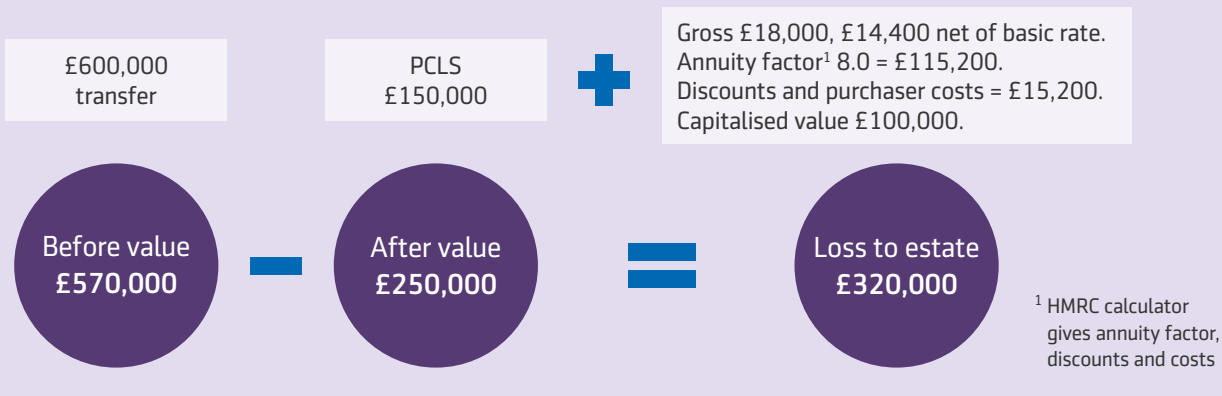 £600,000
transfer
PCLS
£150,000
Gross £18,000, £14,400 net of basic rate.
Annuity factor¹ 8.0 = £115,200.
Discounts and purchaser costs = £15,200.
Capitalised value £100,000.
Before value
£570,000
After value
£250,000
Loss to estate
£320,000
¹ HMRC calculator
gives annuity factor,
discounts and costs